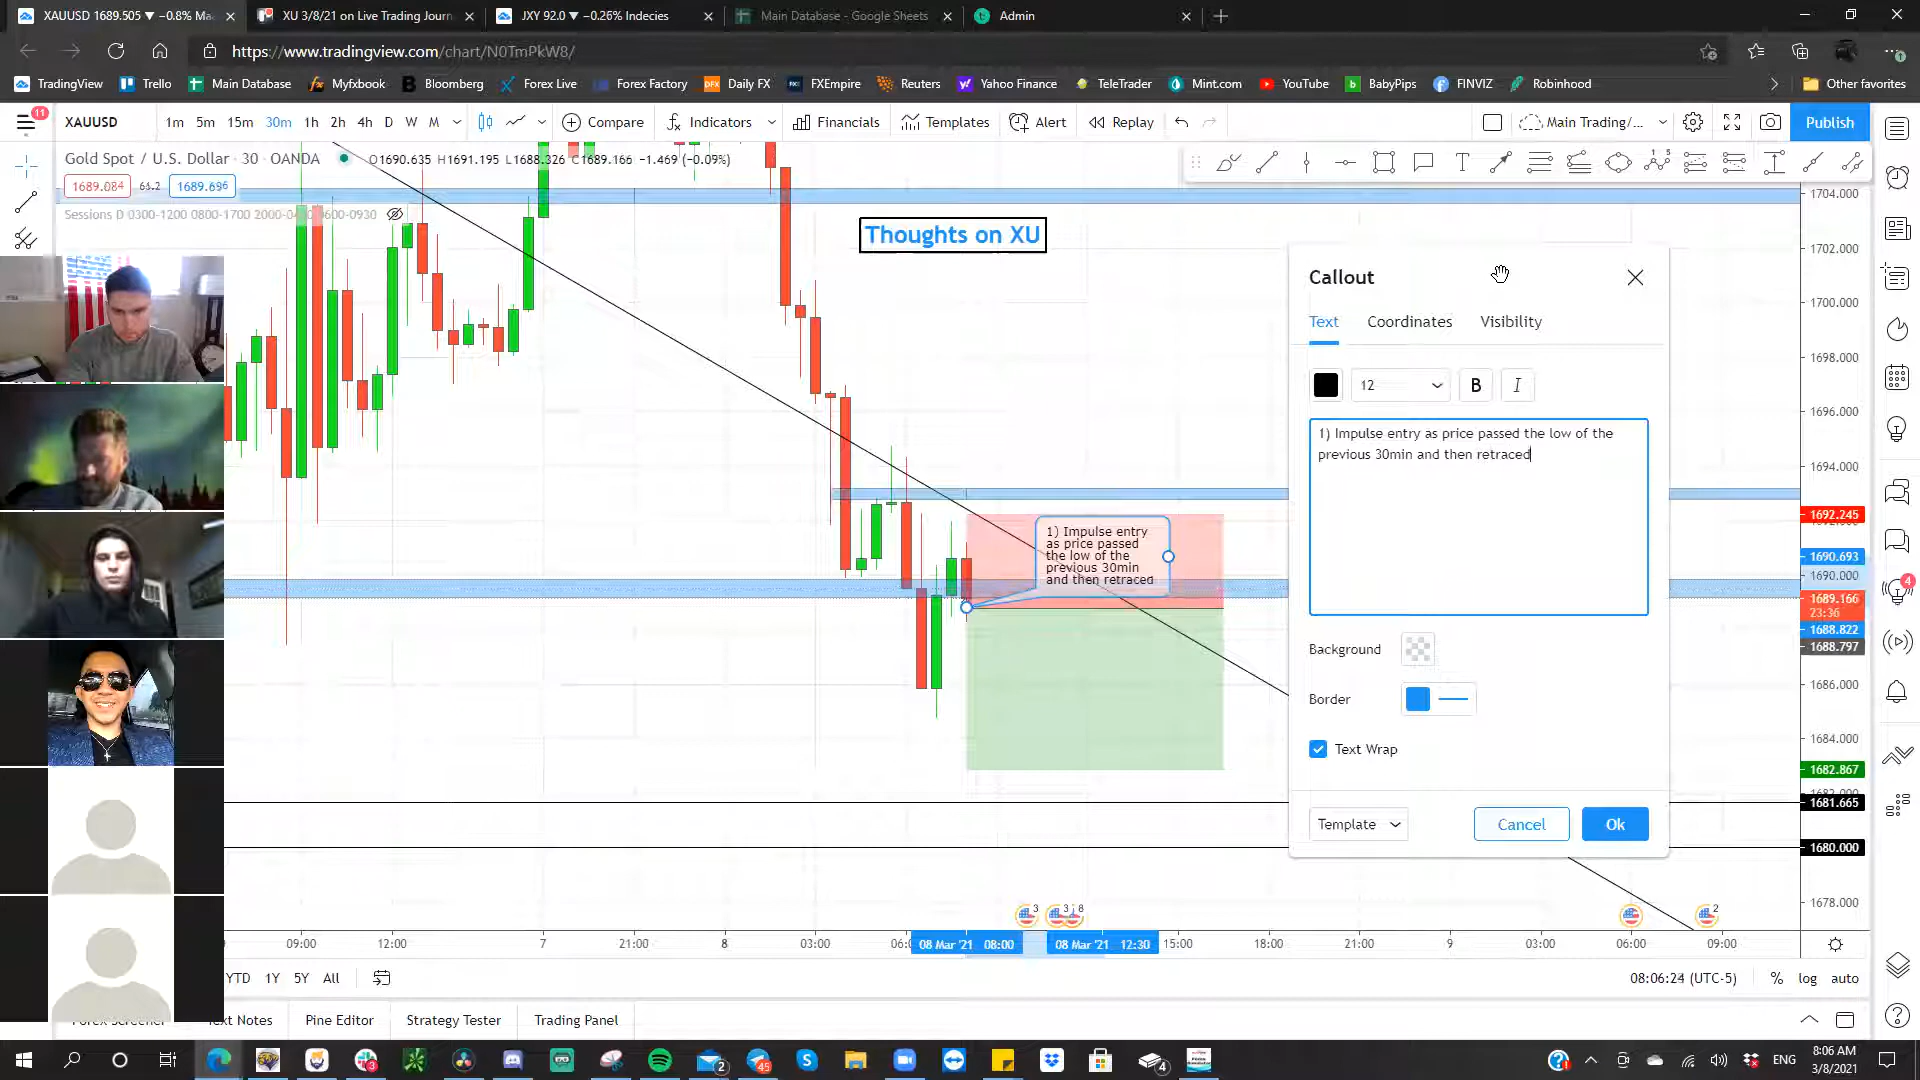 XAUUSD 1689.505 ▼ −0.8% Ma
XU 3/8/21 on Live Trading Journ
JXY 92.0 ▼ −0.26% Indecies
Main Database - Google Sheets
Admin
https://www.tradingview.com/chart/N0TmPkW8/
TradingView
Trello
Main Database
Myfxbook
Bloomberg
Forex Live
Forex Factory
Daily FX
FXEmpire
Reuters
Yahoo Finance
TeleTrader
Mint.com
YouTube
BabyPips
FINVIZ
Robinhood
Other favorites
11
XAUUSD
1m 5m 15m 30m 1h 2h 4h D W M
Compare
Indicators
Financials
Templates
Alert
Replay
Main Trading/...
Publish
Gold Spot / U.S. Dollar · 30 · OANDA
O1690.635 H1691.195 L1688.326 C1689.166 −1.469 (−0.09%)
1689.084
1689.696
Thoughts on XU
1) Impulse entry
as price passed
the low of the
previous 30min
and then retraced
Callout
Text
Coordinates
Visibility
12
B
I
1) Impulse entry as price passed the low of the
previous 30min and then retraced
Background
Border
Text Wrap
Template
Cancel
Ok
1704.000
1702.000
1700.000
1698.000
1696.000
1694.000
1692.245
1690.693
1690.000
1689.166
23:36
1688.822
1688.797
1686.000
1684.000
1682.867
1681.665
1680.000
1678.000
4
3
3
8
2
09:00
12:00
7
21:00
8
03:00
08 Mar '21 08:00
08 Mar '21 12:30
15:00
18:00
21:00
9
03:00
06:00
09:00
YTD
1Y
5Y
All
08:06:24 (UTC-5)
%
log
auto
Pine Editor
Strategy Tester
Trading Panel
3
2
45
4
ENG
8:06 AM
3/8/2021